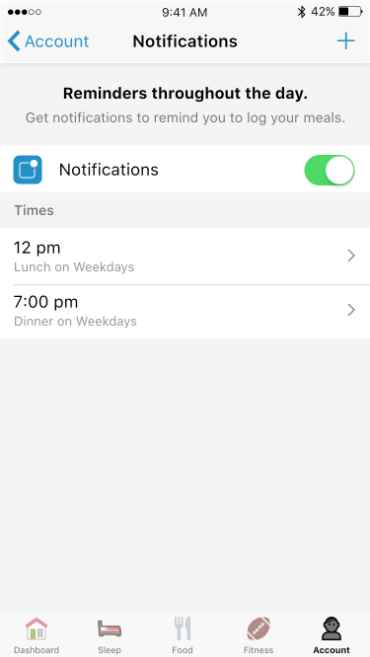 9:41 AM
42%
Account
Notifications
Reminders throughout the day.
Get notifications to remind you to log your meals.
Notifications
Times
12 pm
Lunch on Weekdays
7:00 pm
Dinner on Weekdays
Dashboard
Sleep
Food
Fitness
Account